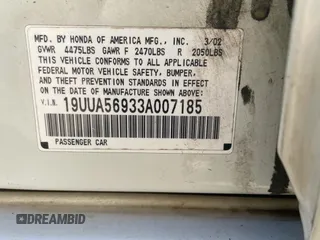 MFD. BY HONDA OF AMERICA MFG., INC. 3/02
GVWR 4475LBS GAWR F 2470LBS R 2050LBS
THIS VEHICLE CONFORMS TO ALL APPLICABLE
FEDERAL MOTOR VEHICLE SAFETY, BUMPER,
AND THEFT PREVENTION STANDARDS IN EFFECT
ON THE DATE OF MANUFACTURE SHOWN ABOVE.
V.I.N. 19UUA56933A007185
PASSENGER CAR
DREAMBID